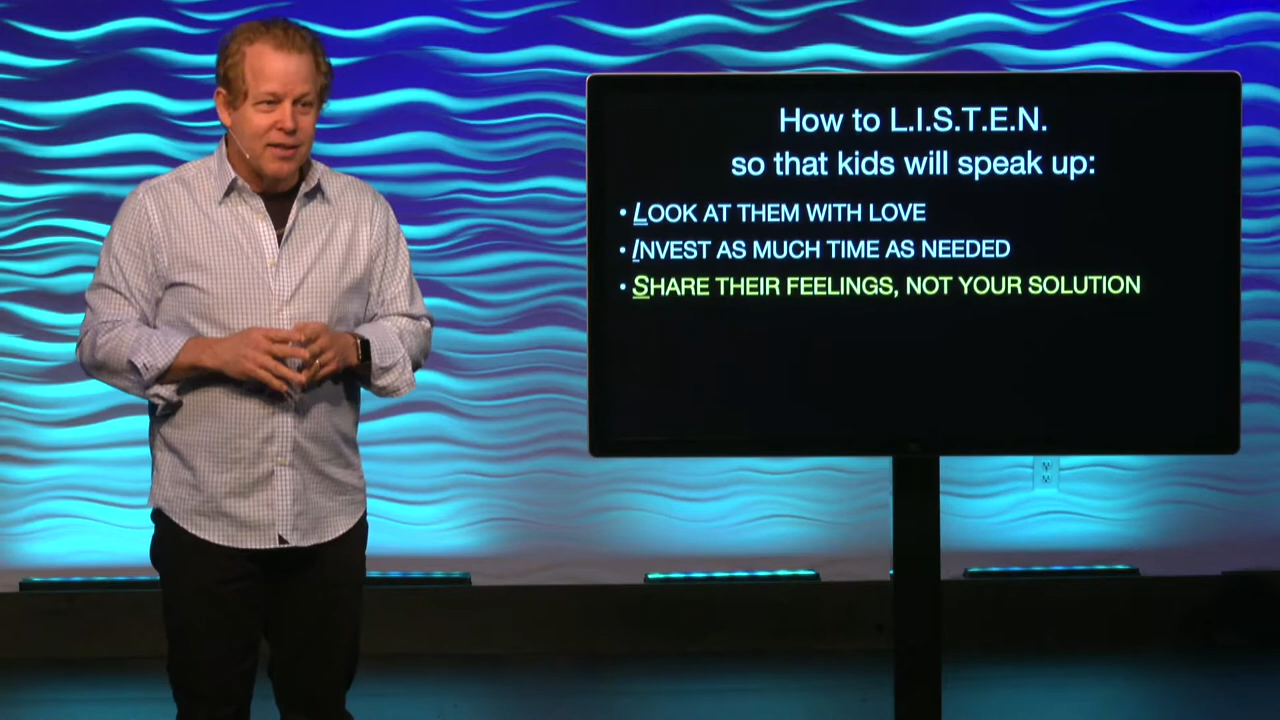 How to L.I.S.T.E.N.
so that kids will speak up:
• LOOK AT THEM WITH LOVE
• INVEST AS MUCH TIME AS NEEDED
• SHARE THEIR FEELINGS, NOT YOUR SOLUTION